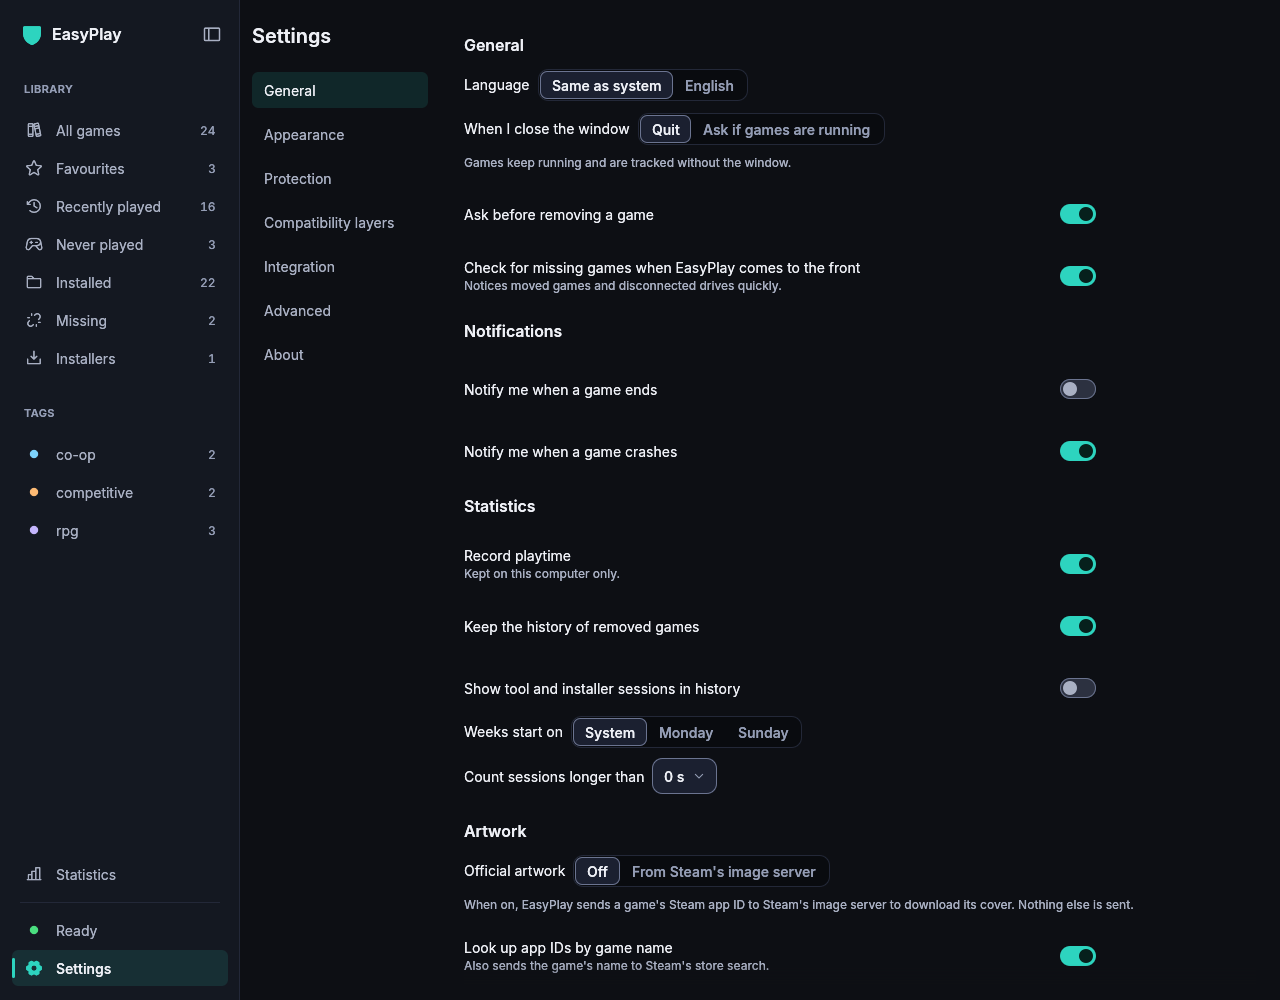 EasyPlay
LIBRARY
All games 24
Favourites 3
Recently played 16
Never played 3
Installed 22
Missing 2
Installers 1
TAGS
co-op 2
competitive 2
rpg 3
Statistics
Ready
Settings
Settings
General
Appearance
Protection
Compatibility layers
Integration
Advanced
About
General
Language Same as system English
When I close the window Quit Ask if games are running
Games keep running and are tracked without the window.
Ask before removing a game
Check for missing games when EasyPlay comes to the front
Notices moved games and disconnected drives quickly.
Notifications
Notify me when a game ends
Notify me when a game crashes
Statistics
Record playtime
Kept on this computer only.
Keep the history of removed games
Show tool and installer sessions in history
Weeks start on System Monday Sunday
Count sessions longer than 0 s
Artwork
Official artwork Off From Steam's image server
When on, EasyPlay sends a game's Steam app ID to Steam's image server to download its cover. Nothing else is sent.
Look up app IDs by game name
Also sends the game's name to Steam's store search.